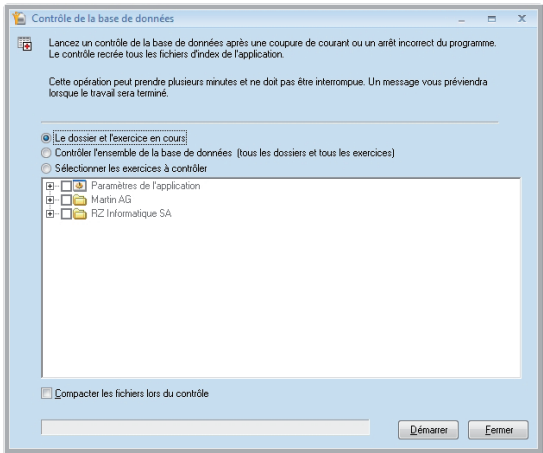 Contrôle de la base de données
Lancez un contrôle de la base de données après une coupure de courant ou un arrêt incorrect du programme.
Le contrôle recrée tous les fichiers d'index de l'application.
Cette opération peut prendre plusieurs minutes et ne doit pas être interrompue. Un message vous préviendra
lorsque le travail sera terminé.
Le dossier et l'exercice en cours
Contrôler l'ensemble de la base de données (tous les dossiers et tous les exercices)
Sélectionner les exercices à contrôler
Paramètres de l'application
Martin AG
RZ Informatique SA
Compacter les fichiers lors du contrôle
Démarrer Fermer